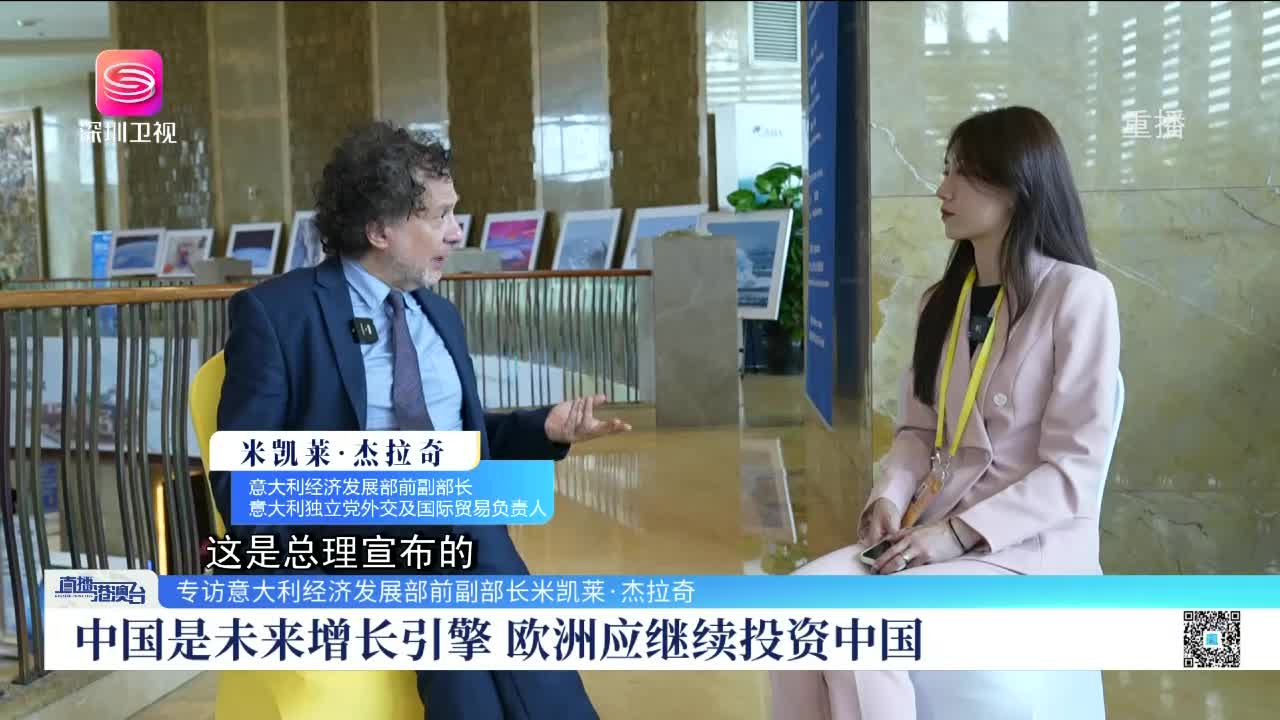 深圳卫视
重播
米凯莱·杰拉奇
意大利经济发展部前副部长
意大利独立党外交及国际贸易负责人
这是总理宣布的
直播港澳台
专访意大利经济发展部前副部长米凯莱·杰拉奇
中国是未来增长引擎 欧洲应继续投资中国